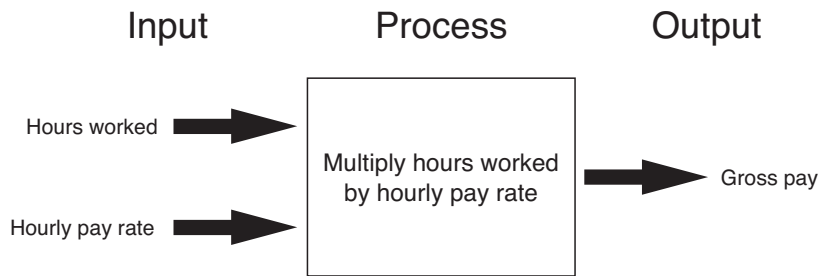 Input Process Output
Hours worked
Multiply hours worked
by hourly pay rate
Gross pay
Hourly pay rate